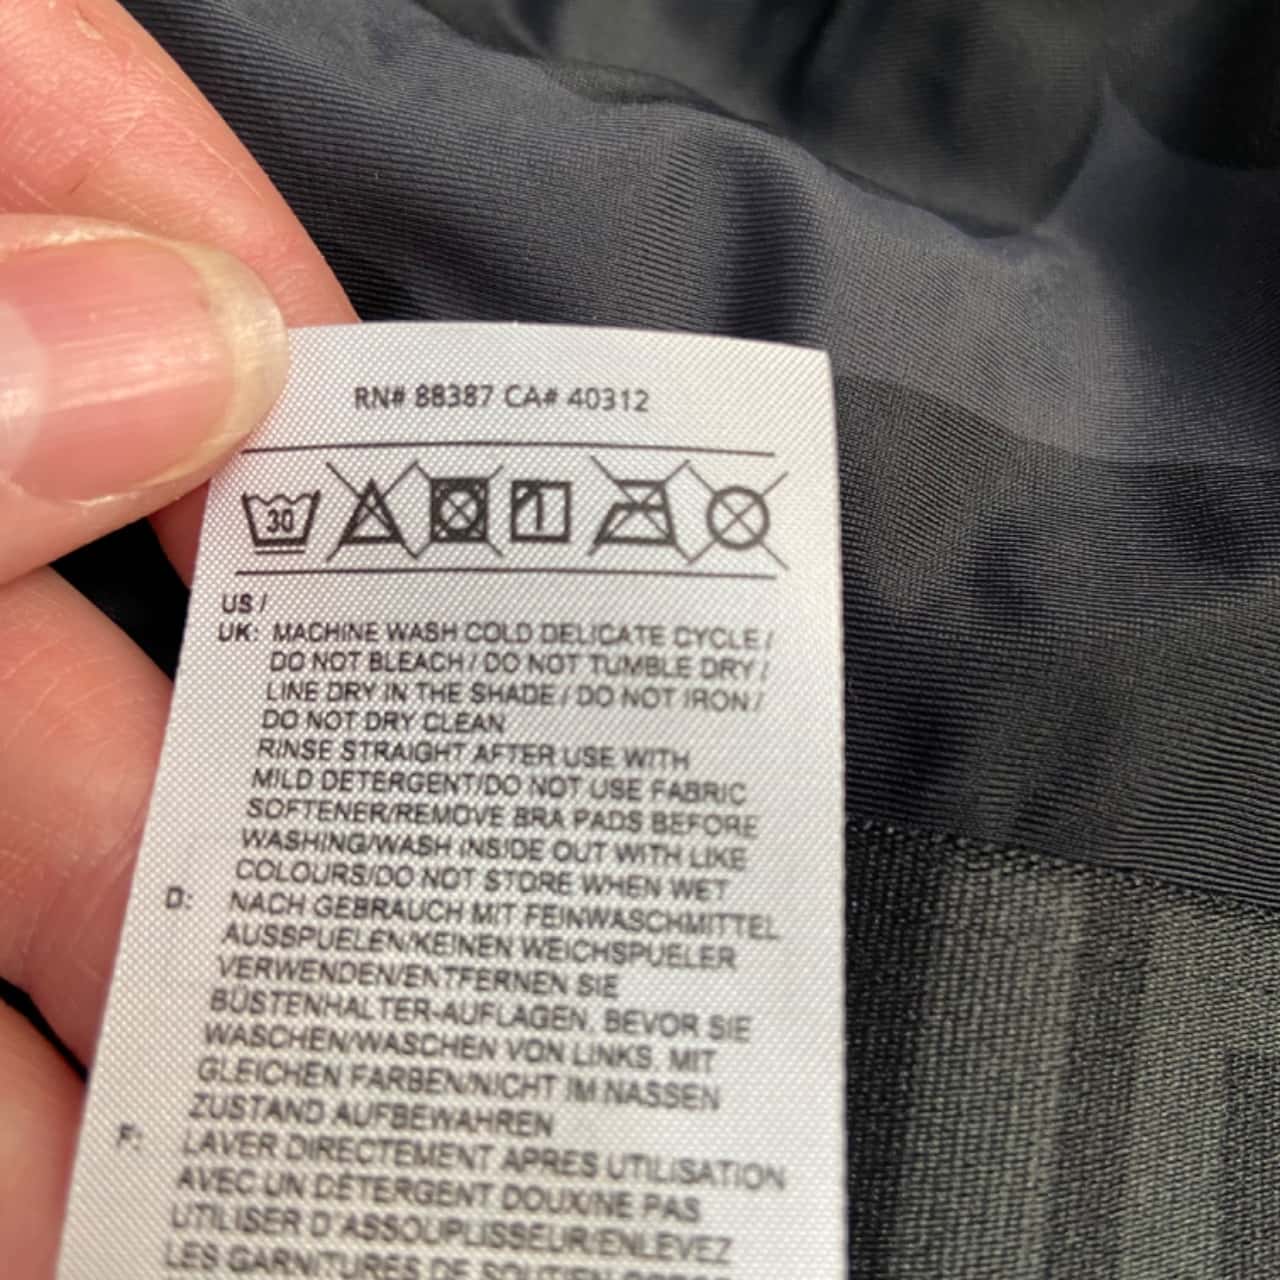 RN# 88387 CA# 40312
30
US /
UK: MACHINE WASH COLD DELICATE CYCLE /
DO NOT BLEACH / DO NOT TUMBLE DRY /
LINE DRY IN THE SHADE / DO NOT IRON /
DO NOT DRY CLEAN
RINSE STRAIGHT AFTER USE WITH
MILD DETERGENT/DO NOT USE FABRIC
SOFTENER/REMOVE BRA PADS BEFORE
WASHING/WASH INSIDE OUT WITH LIKE
COLOURS/DO NOT STORE WHEN WET
D: NACH GEBRAUCH MIT FEINWASCHMITTEL
AUSSPUELEN/KEINEN WEICHSPUELER
VERWENDEN/ENTFERNEN SIE
BÜSTENHALTER-AUFLAGEN, BEVOR SIE
WASCHEN/WASCHEN VON LINKS, MIT
GLEICHEN FARBEN/NICHT IM NASSEN
ZUSTAND AUFBEWAHREN
F: LAVER DIRECTEMENT APRES UTILISATION
AVEC UN DÉTERGENT DOUX/NE PAS
UTILISER D'ASSOUPLISSEUR/ENLEVEZ
LES GARNITURES DE SOUTIEN-GORGE